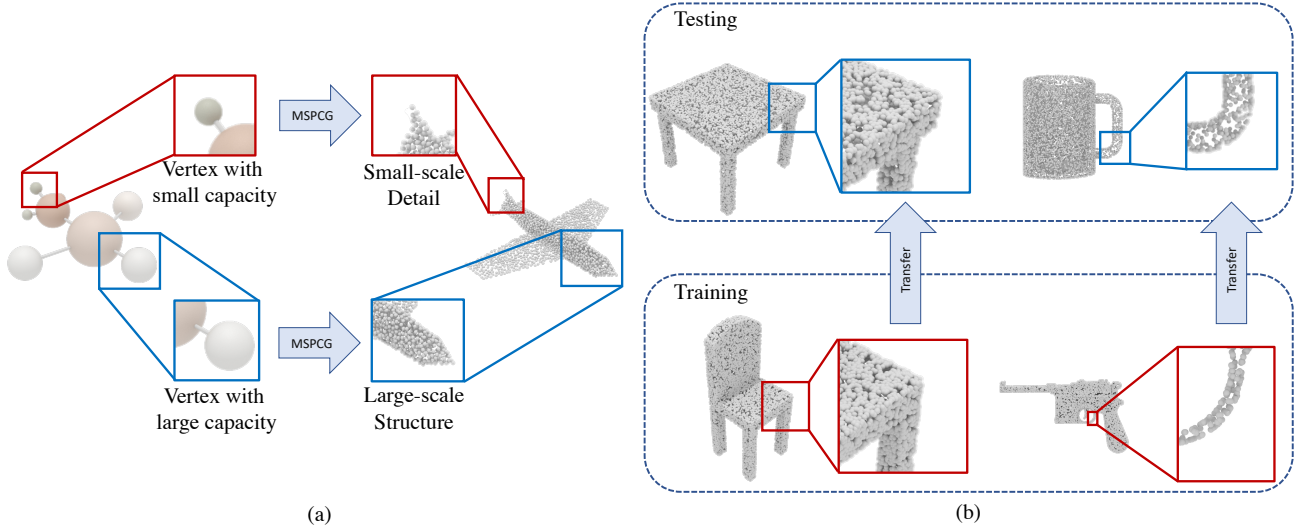 MSPCG
Vertex with
small capacity
Small-scale
Detail
MSPCG
Vertex with
large capacity
Large-scale
Structure
(a)
Testing
Transfer
Transfer
Training
(b)